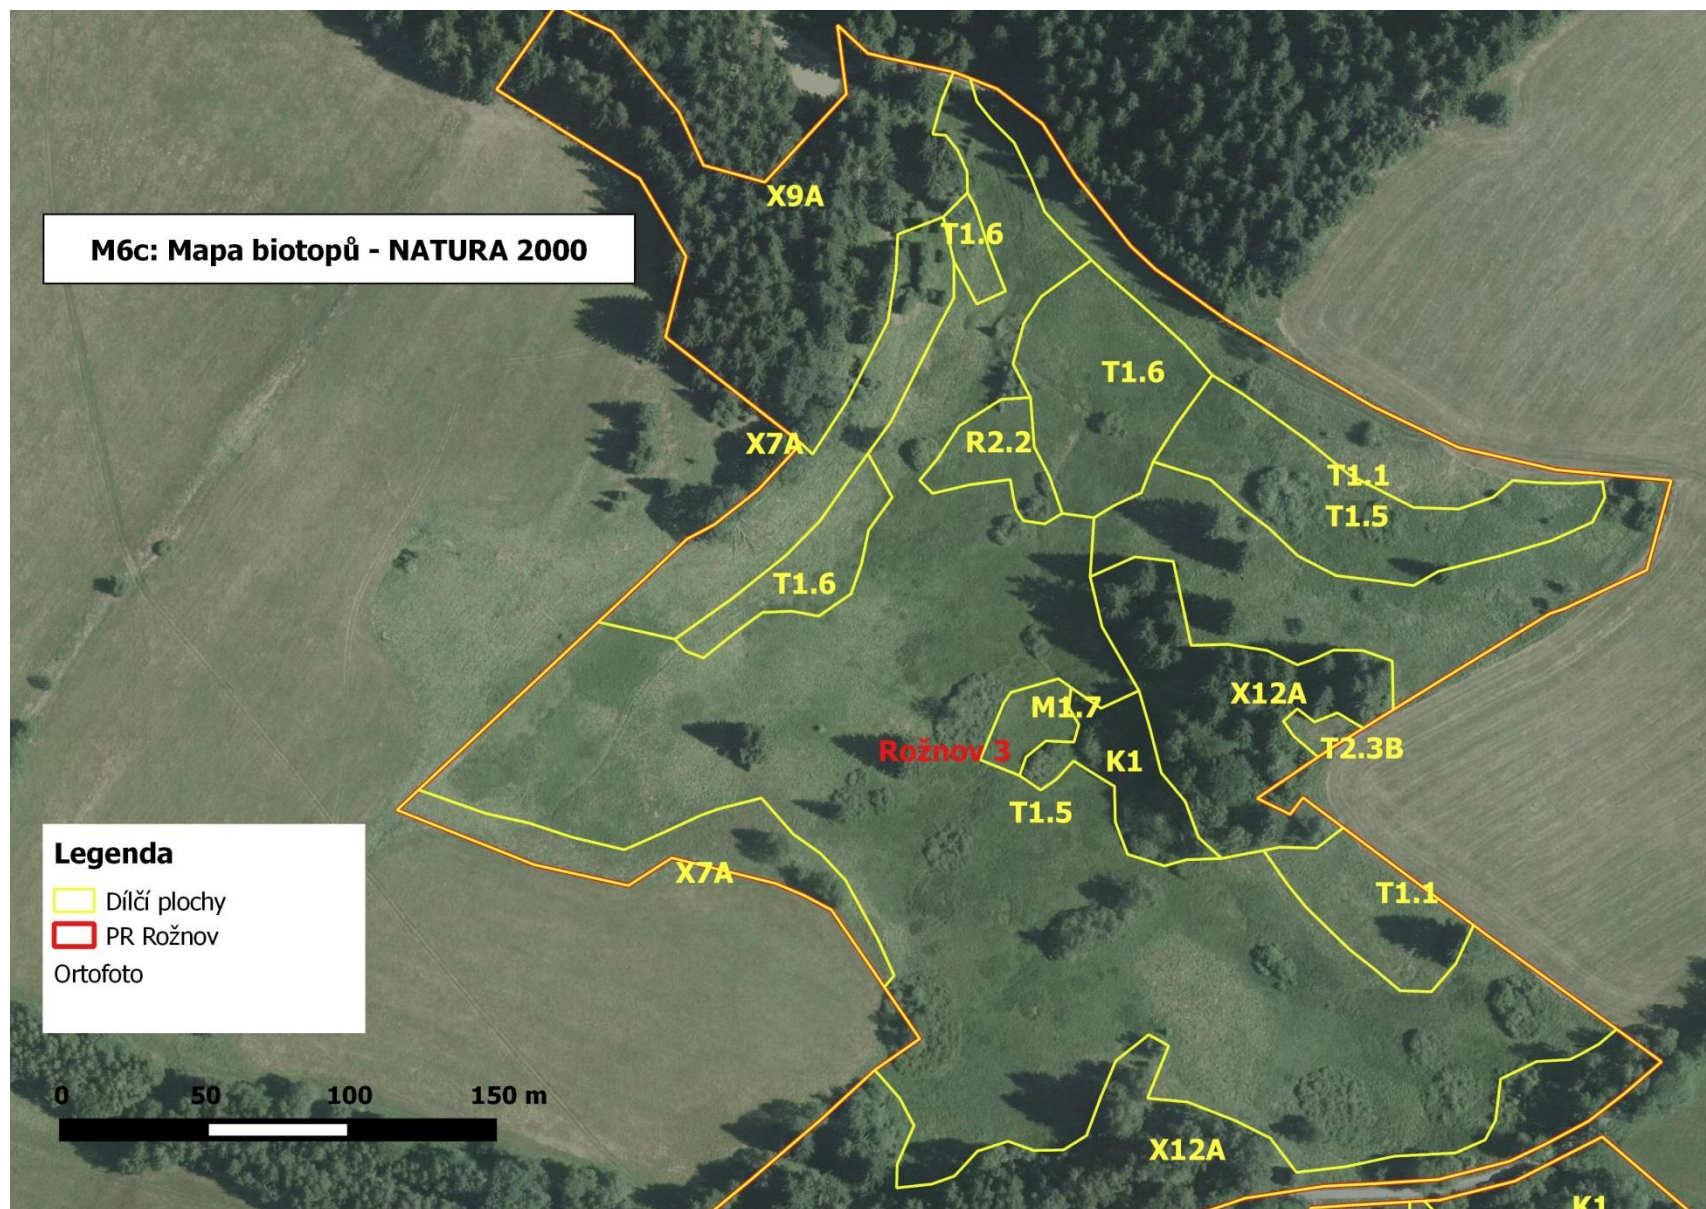 X9A
M6c: Mapa biotopů - NATURA 2000
T1.6
T1.6
X7A
R2.2
T1.1
T1.5
T1.6
X12A
M1.7
Rožnov 3
T2.3B
K1
T1.5
X7A
T1.1
Legenda
Dílčí plochy
PR Rožnov
Ortofoto
0 50 100 150 m
X12A
K1